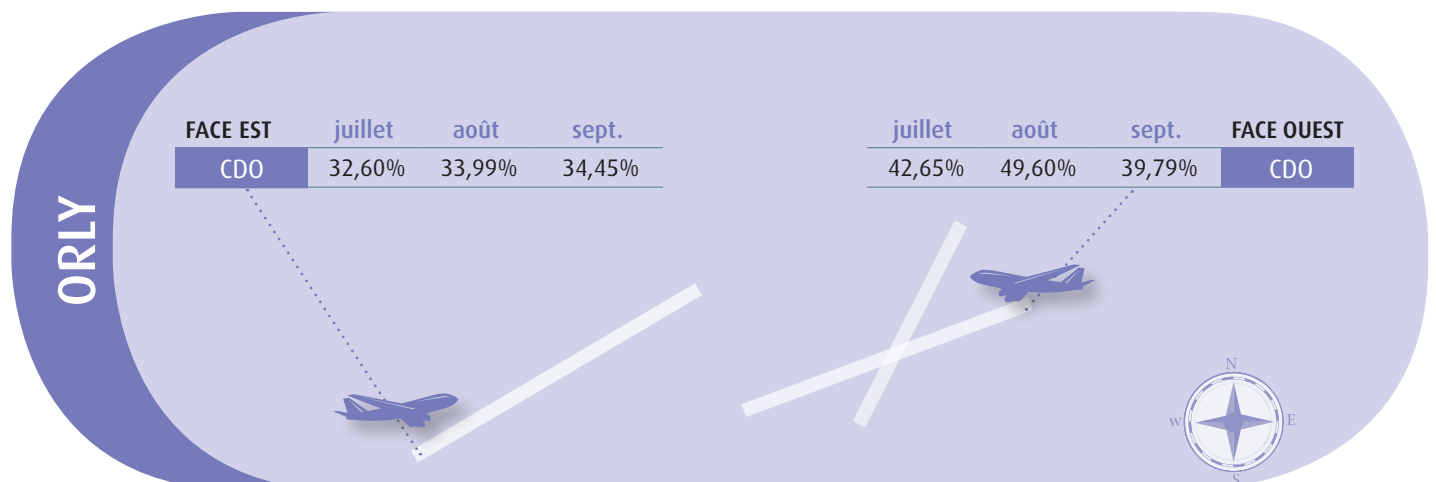 ORLY
FACE EST juillet août sept.
CDO 32,60% 33,99% 34,45%
juillet août sept. FACE OUEST
42,65% 49,60% 39,79% CDO
N
W E
S